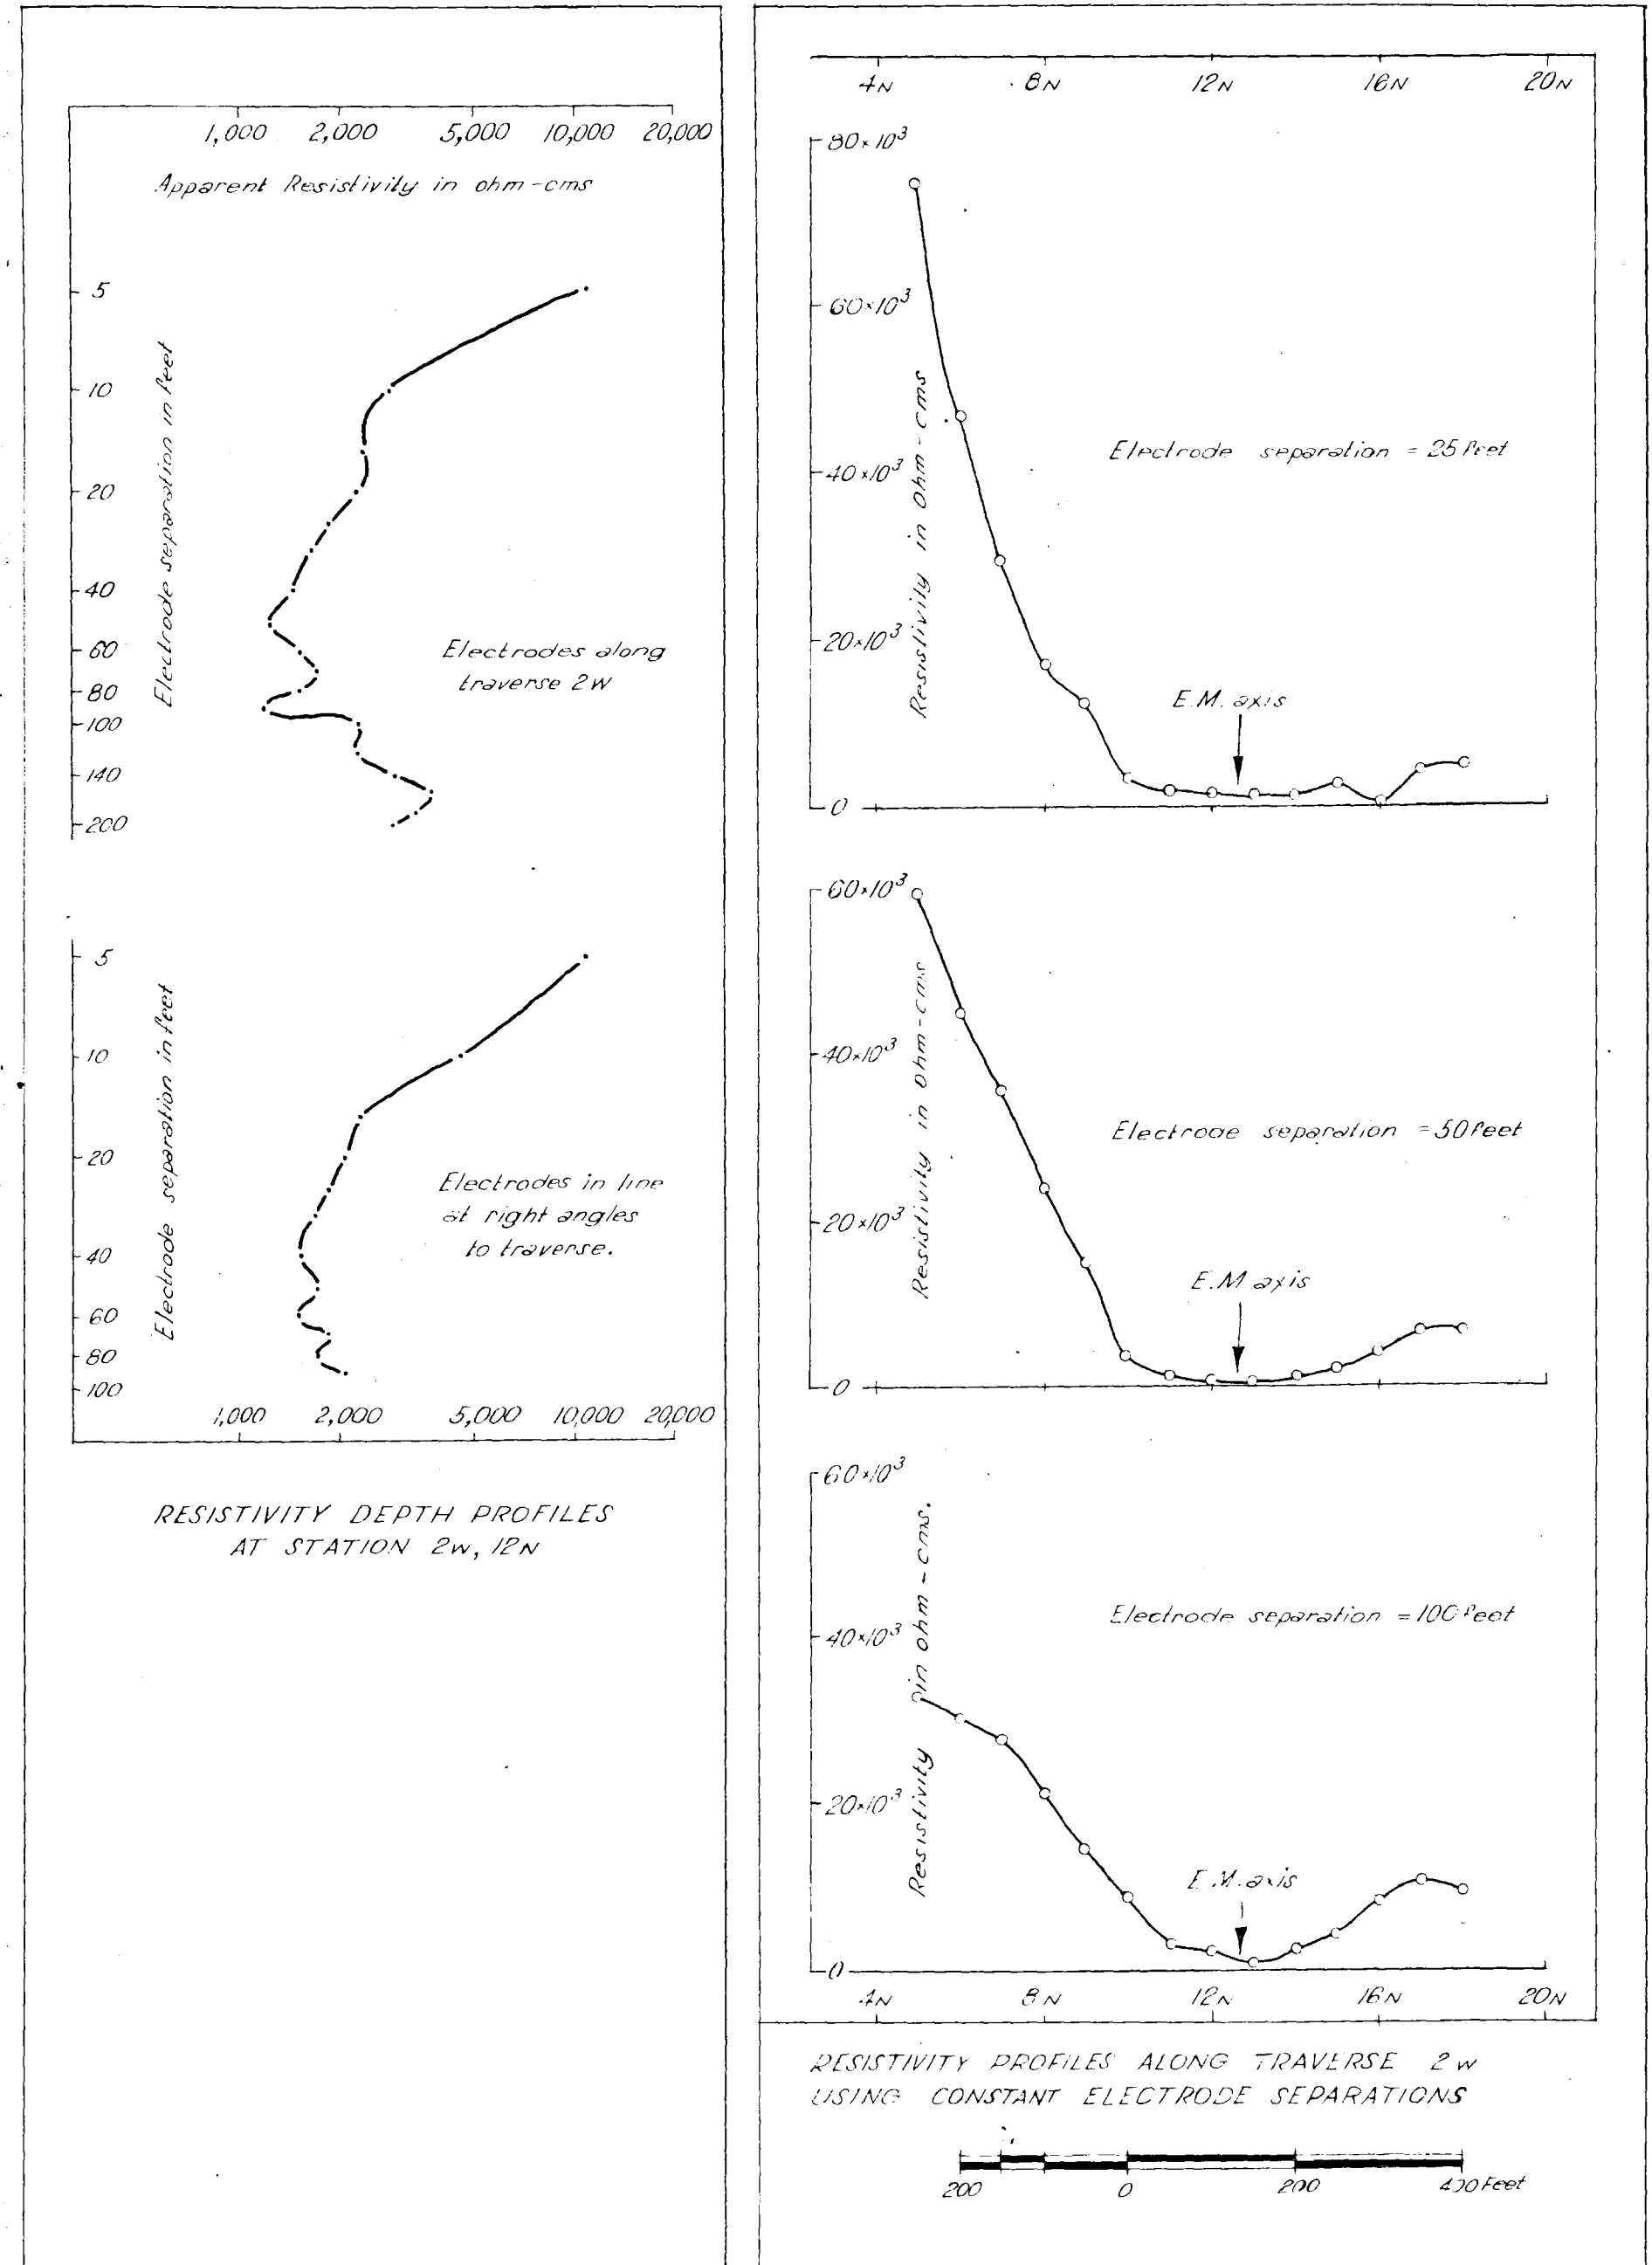 1,000 2,000 5,000 10,000 20,000
Apparent Resistivity in ohm-cms
5
10
20
40
60
80
100
140
200
Electrode separation in feet
Electrodes along
traverse 2W
5
10
20
40
60
80
100
Electrode separation in feet
Electrodes in line
at right angles
to traverse.
1,000 2,000 5,000 10,000 20,000
RESISTIVITY DEPTH PROFILES
AT STATION 2W, 12N
4N 8N 12N 16N 20N
80×10³
60×10³
40×10³
20×10³
0
Resistivity in ohm-cms
Electrode separation = 25 feet
E.M. axis
60×10³
40×10³
20×10³
0
Resistivity in ohm-cms
Electrode separation = 50 feet
E.M axis
60×10³
40×10³
20×10³
0
Resistivity in ohm-cms.
Electrode separation = 100 feet
E.M. axis
4N 8N 12N 16N 20N
RESISTIVITY PROFILES ALONG TRAVERSE 2W
USING CONSTANT ELECTRODE SEPARATIONS
200 0 200 400 Feet